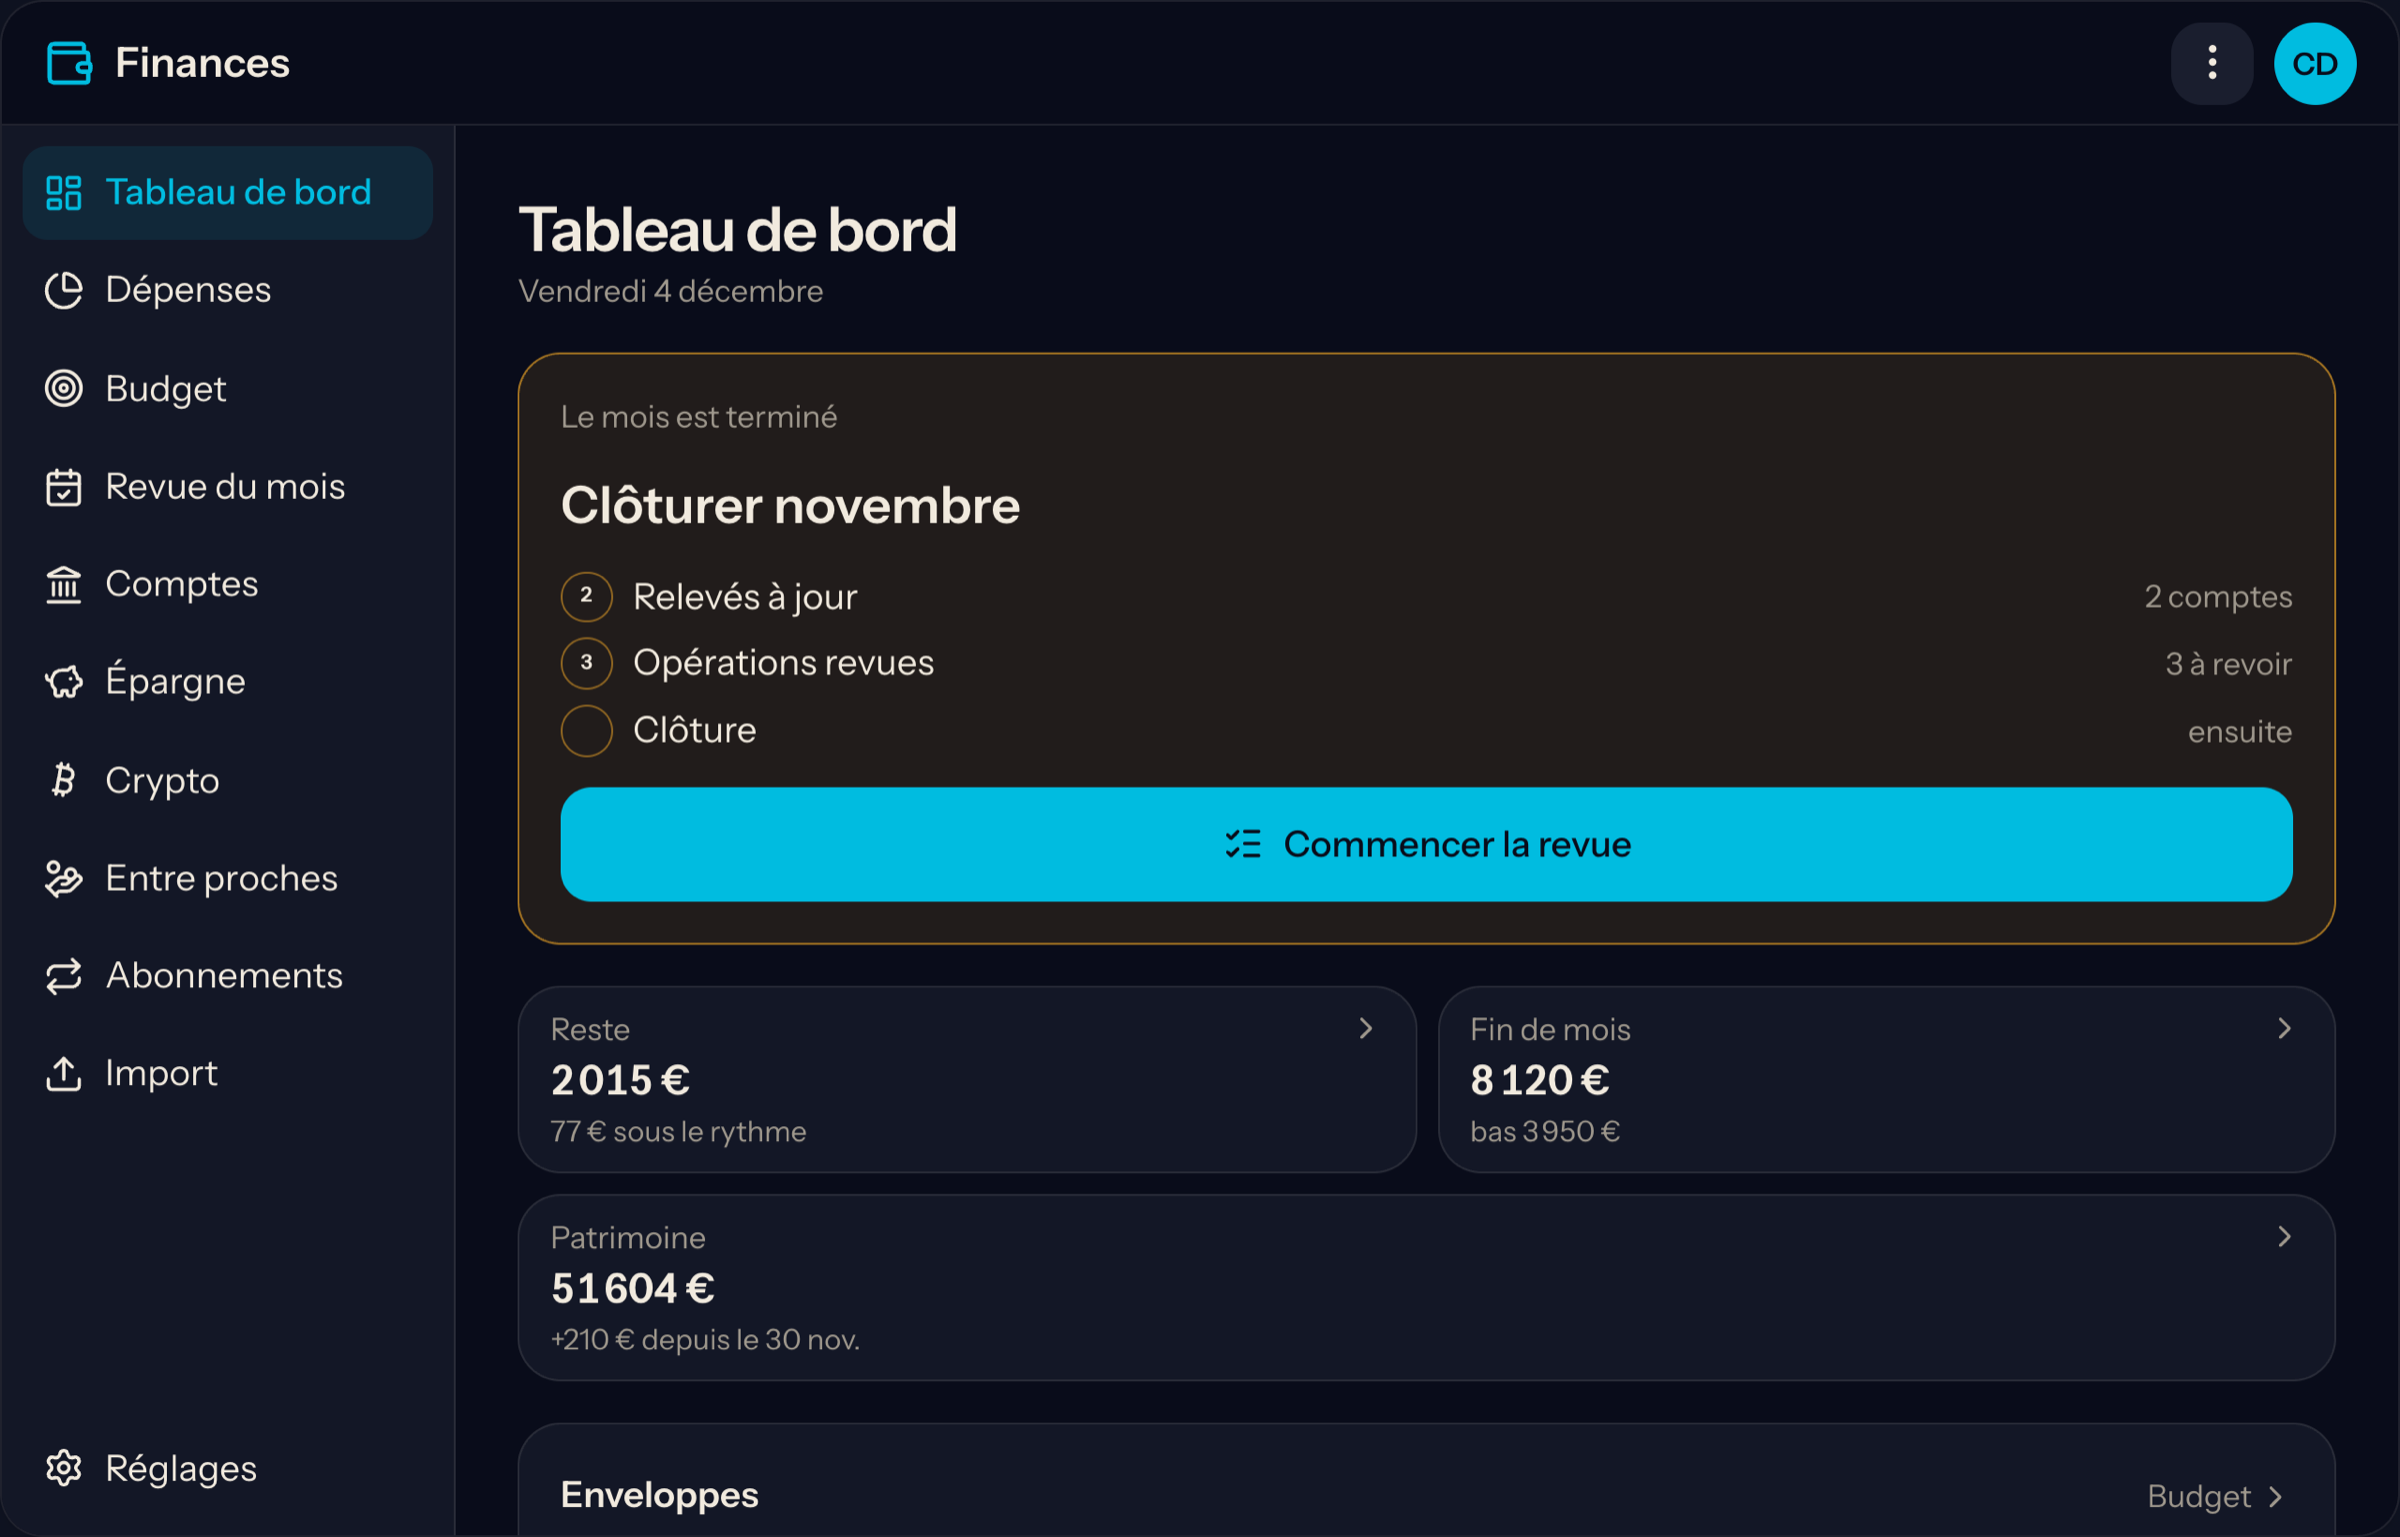 Finances
CD
Tableau de bord
Dépenses
Budget
Revue du mois
Comptes
Épargne
Crypto
Entre proches
Abonnements
Import
Réglages
Tableau de bord
Vendredi 4 décembre
Le mois est terminé
Clôturer novembre
2 Relevés à jour 2 comptes
3 Opérations revues 3 à revoir
Clôture ensuite
Commencer la revue
Reste
2 015 €
77 € sous le rythme
Fin de mois
8 120 €
bas 3 950 €
Patrimoine
51 604 €
+210 € depuis le 30 nov.
Enveloppes Budget